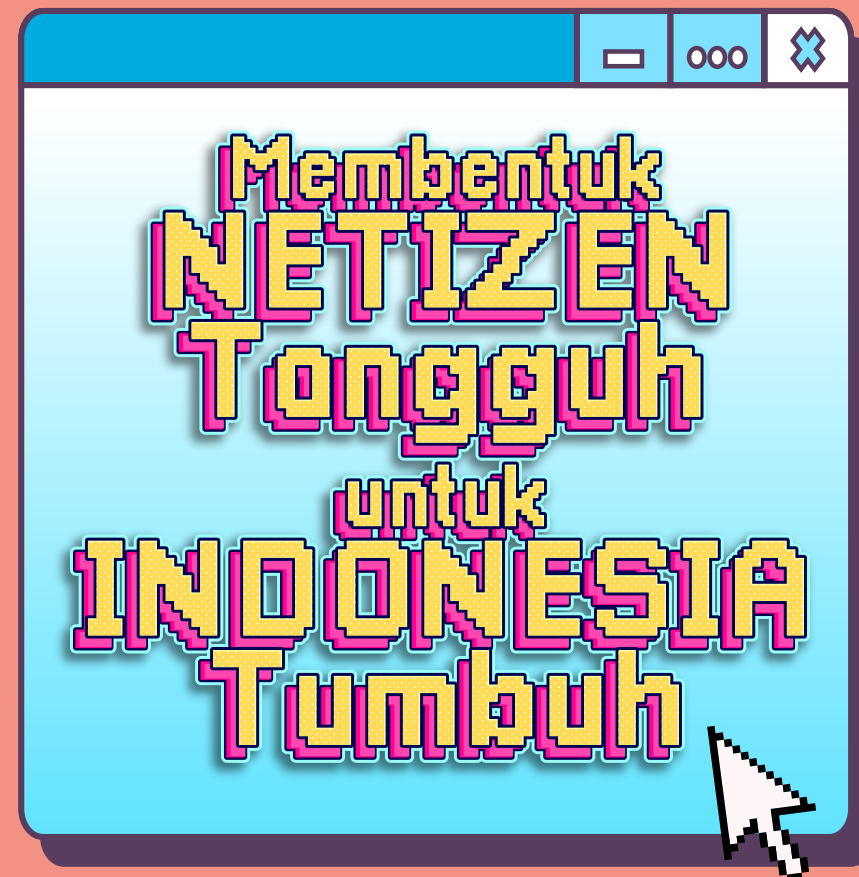 Membentuk
NETIZEN
Tangguh
untuk
INDONESIA
Tumbuh